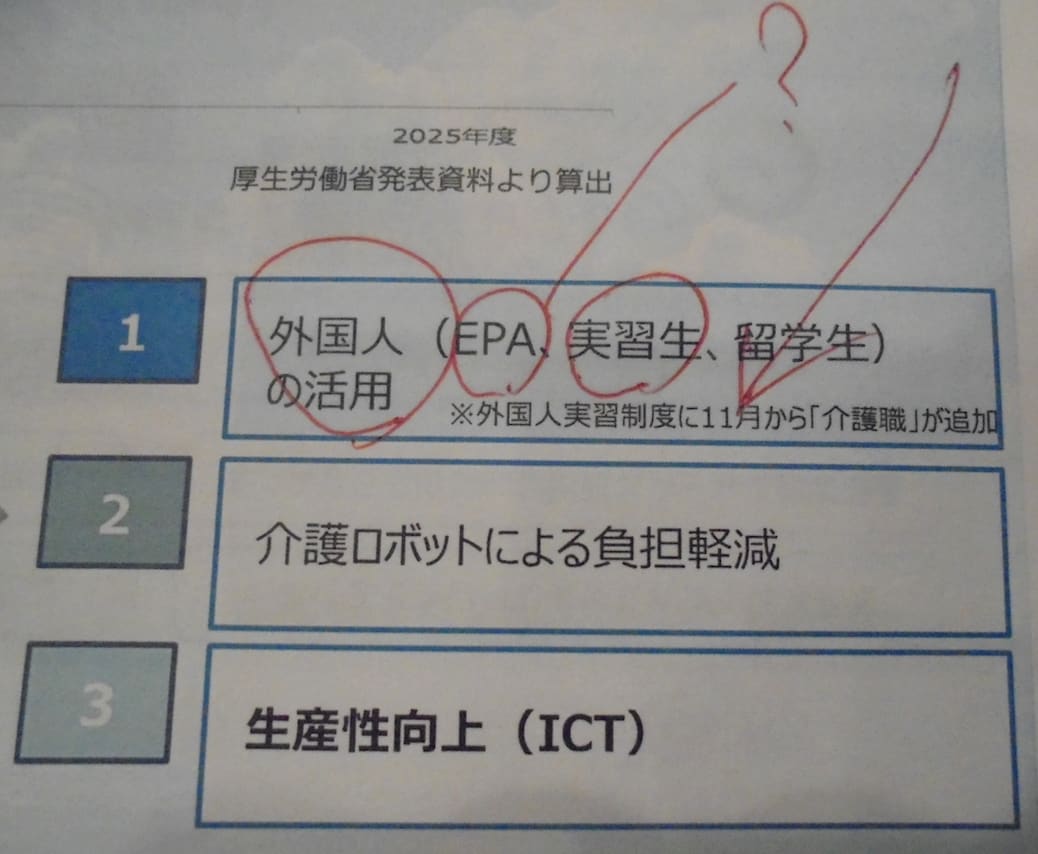 ?
2025年度
厚生労働省発表資料より算出
1
外国人（EPA、実習生、留学生）
の活用
※外国人実習制度に11月から「介護職」が追加
2
介護ロボットによる負担軽減
3
生産性向上（ICT）